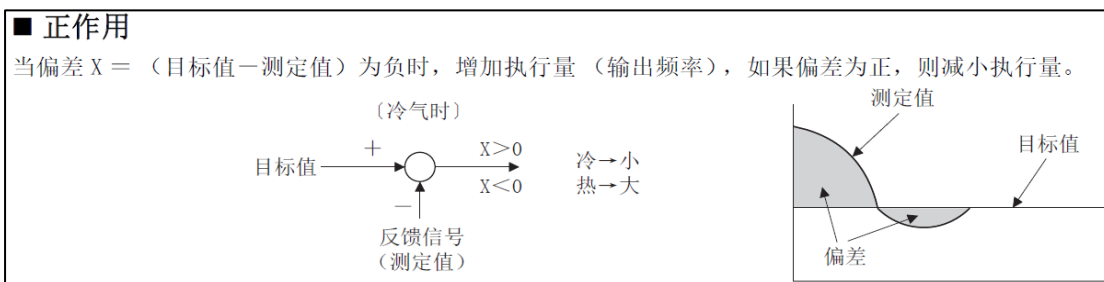 ■ 正作用
当偏差 X = （目标值－测定值）为负时，增加执行量 （输出频率），如果偏差为正，则减小执行量。
〔冷气时〕
目标值
+
X>0
X<0
－
反馈信号
（测定值）
冷→小
热→大
测定值
目标值
偏差